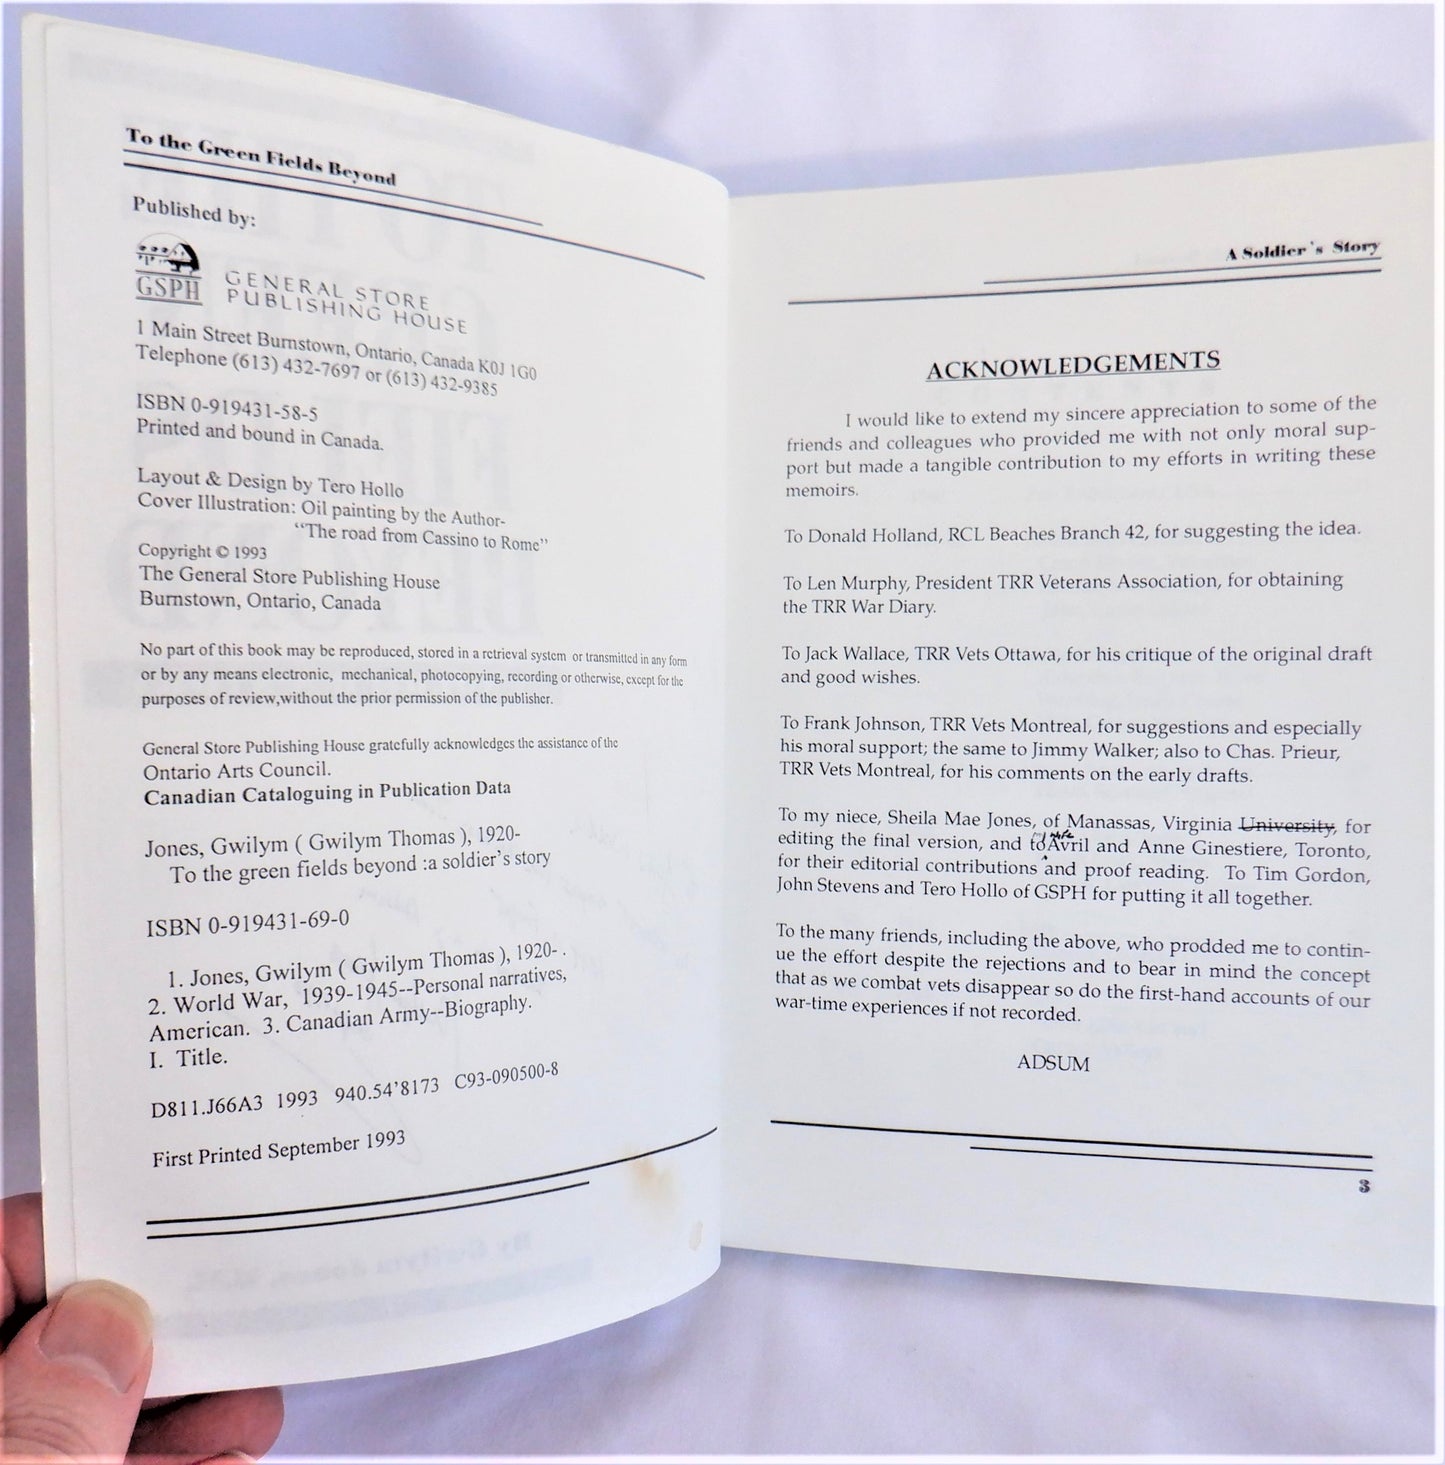 To the Green Fields Beyond
Published by:
GSPH
GENERAL STORE
PUBLISHING HOUSE
1 Main Street Burnstown, Ontario, Canada K0J 1G0
Telephone (613) 432-7697 or (613) 432-9385
ISBN 0-919431-58-5
Printed and bound in Canada.
Layout & Design by Tero Hollo
Cover Illustration: Oil painting by the Author-
"The road from Cassino to Rome"
Copyright © 1993
The General Store Publishing House
Burnstown, Ontario, Canada
No part of this book may be reproduced, stored in a retrieval system or transmitted in any form
or by any means electronic, mechanical, photocopying, recording or otherwise, except for the
purposes of review,without the prior permission of the publisher.
General Store Publishing House gratefully acknowledges the assistance of the
Ontario Arts Council.
Canadian Cataloguing in Publication Data
Jones, Gwilym ( Gwilym Thomas ), 1920-
To the green fields beyond :a soldier's story
ISBN 0-919431-69-0
1. Jones, Gwilym ( Gwilym Thomas ), 1920- .
2. World War, 1939-1945--Personal narratives,
American. 3. Canadian Army--Biography.
I. Title.
D811.J66A3 1993 940.54'8173 C93-090500-8
First Printed September 1993
A Soldier's Story
ACKNOWLEDGEMENTS
I would like to extend my sincere appreciation to some of the
friends and colleagues who provided me with not only moral sup-
port but made a tangible contribution to my efforts in writing these
memoirs.
To Donald Holland, RCL Beaches Branch 42, for suggesting the idea.
To Len Murphy, President TRR Veterans Association, for obtaining
the TRR War Diary.
To Jack Wallace, TRR Vets Ottawa, for his critique of the original draft
and good wishes.
To Frank Johnson, TRR Vets Montreal, for suggestions and especially
his moral support; the same to Jimmy Walker; also to Chas. Prieur,
TRR Vets Montreal, for his comments on the early drafts.
To my niece, Sheila Mae Jones, of Manassas, Virginia University, for
editing the final version, and to Avril and Anne Ginestiere, Toronto,
for their editorial contributions and proof reading. To Tim Gordon,
John Stevens and Tero Hollo of GSPH for putting it all together.
To the many friends, including the above, who prodded me to contin-
ue the effort despite the rejections and to bear in mind the concept
that as we combat vets disappear so do the first-hand accounts of our
war-time experiences if not recorded.
ADSUM
3